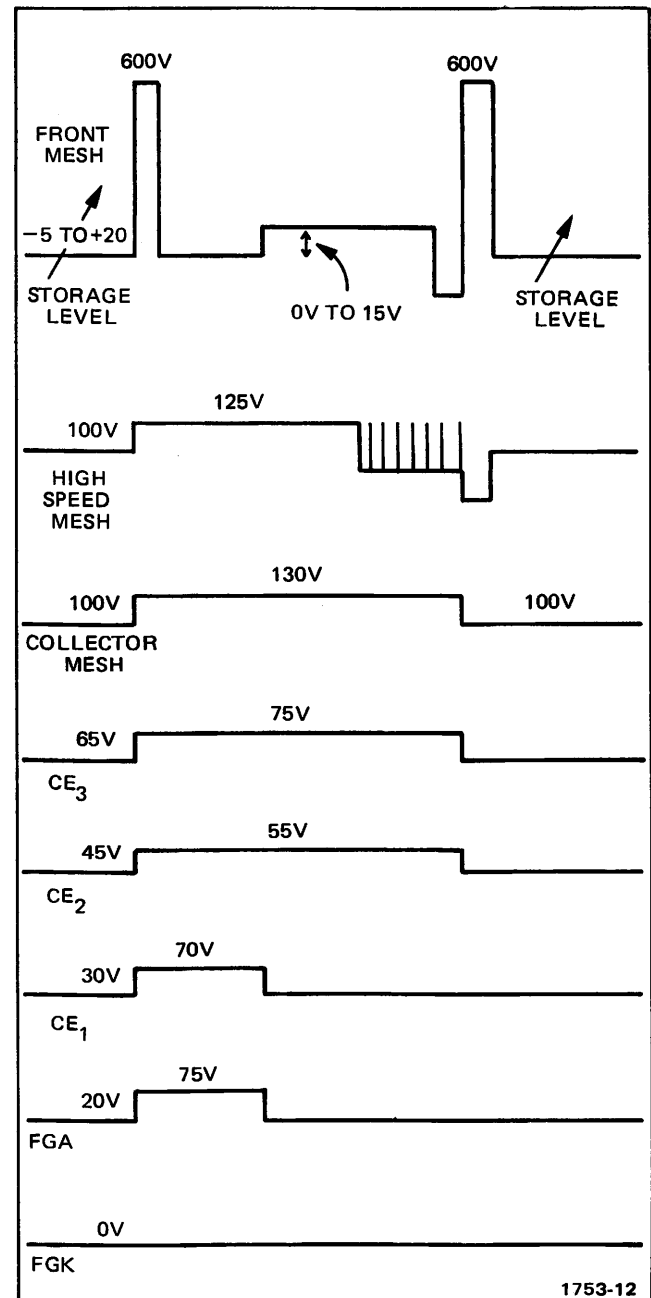 600V
600V
FRONT
MESH
−5 TO +20
STORAGE
LEVEL
0V TO 15V
STORAGE
LEVEL
125V
100V
HIGH
SPEED
MESH
130V
100V
100V
COLLECTOR
MESH
75V
65V
CE3
55V
45V
CE2
70V
30V
CE1
75V
20V
FGA
0V
FGK
1753-12